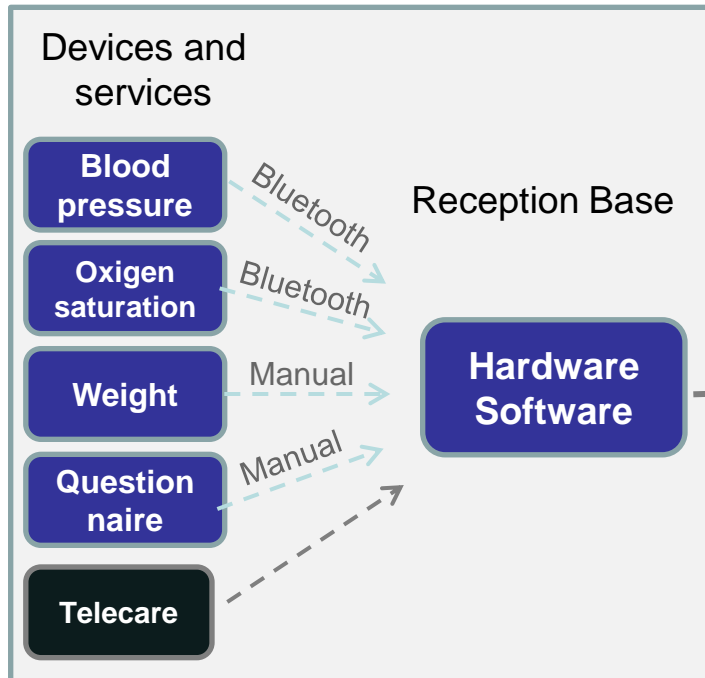 Devices and
services
Blood
pressure
Bluetooth
Reception Base
Oxigen
saturation
Bluetooth
Hardware
Software
Weight
Manual
Question
naire
Manual
Telecare